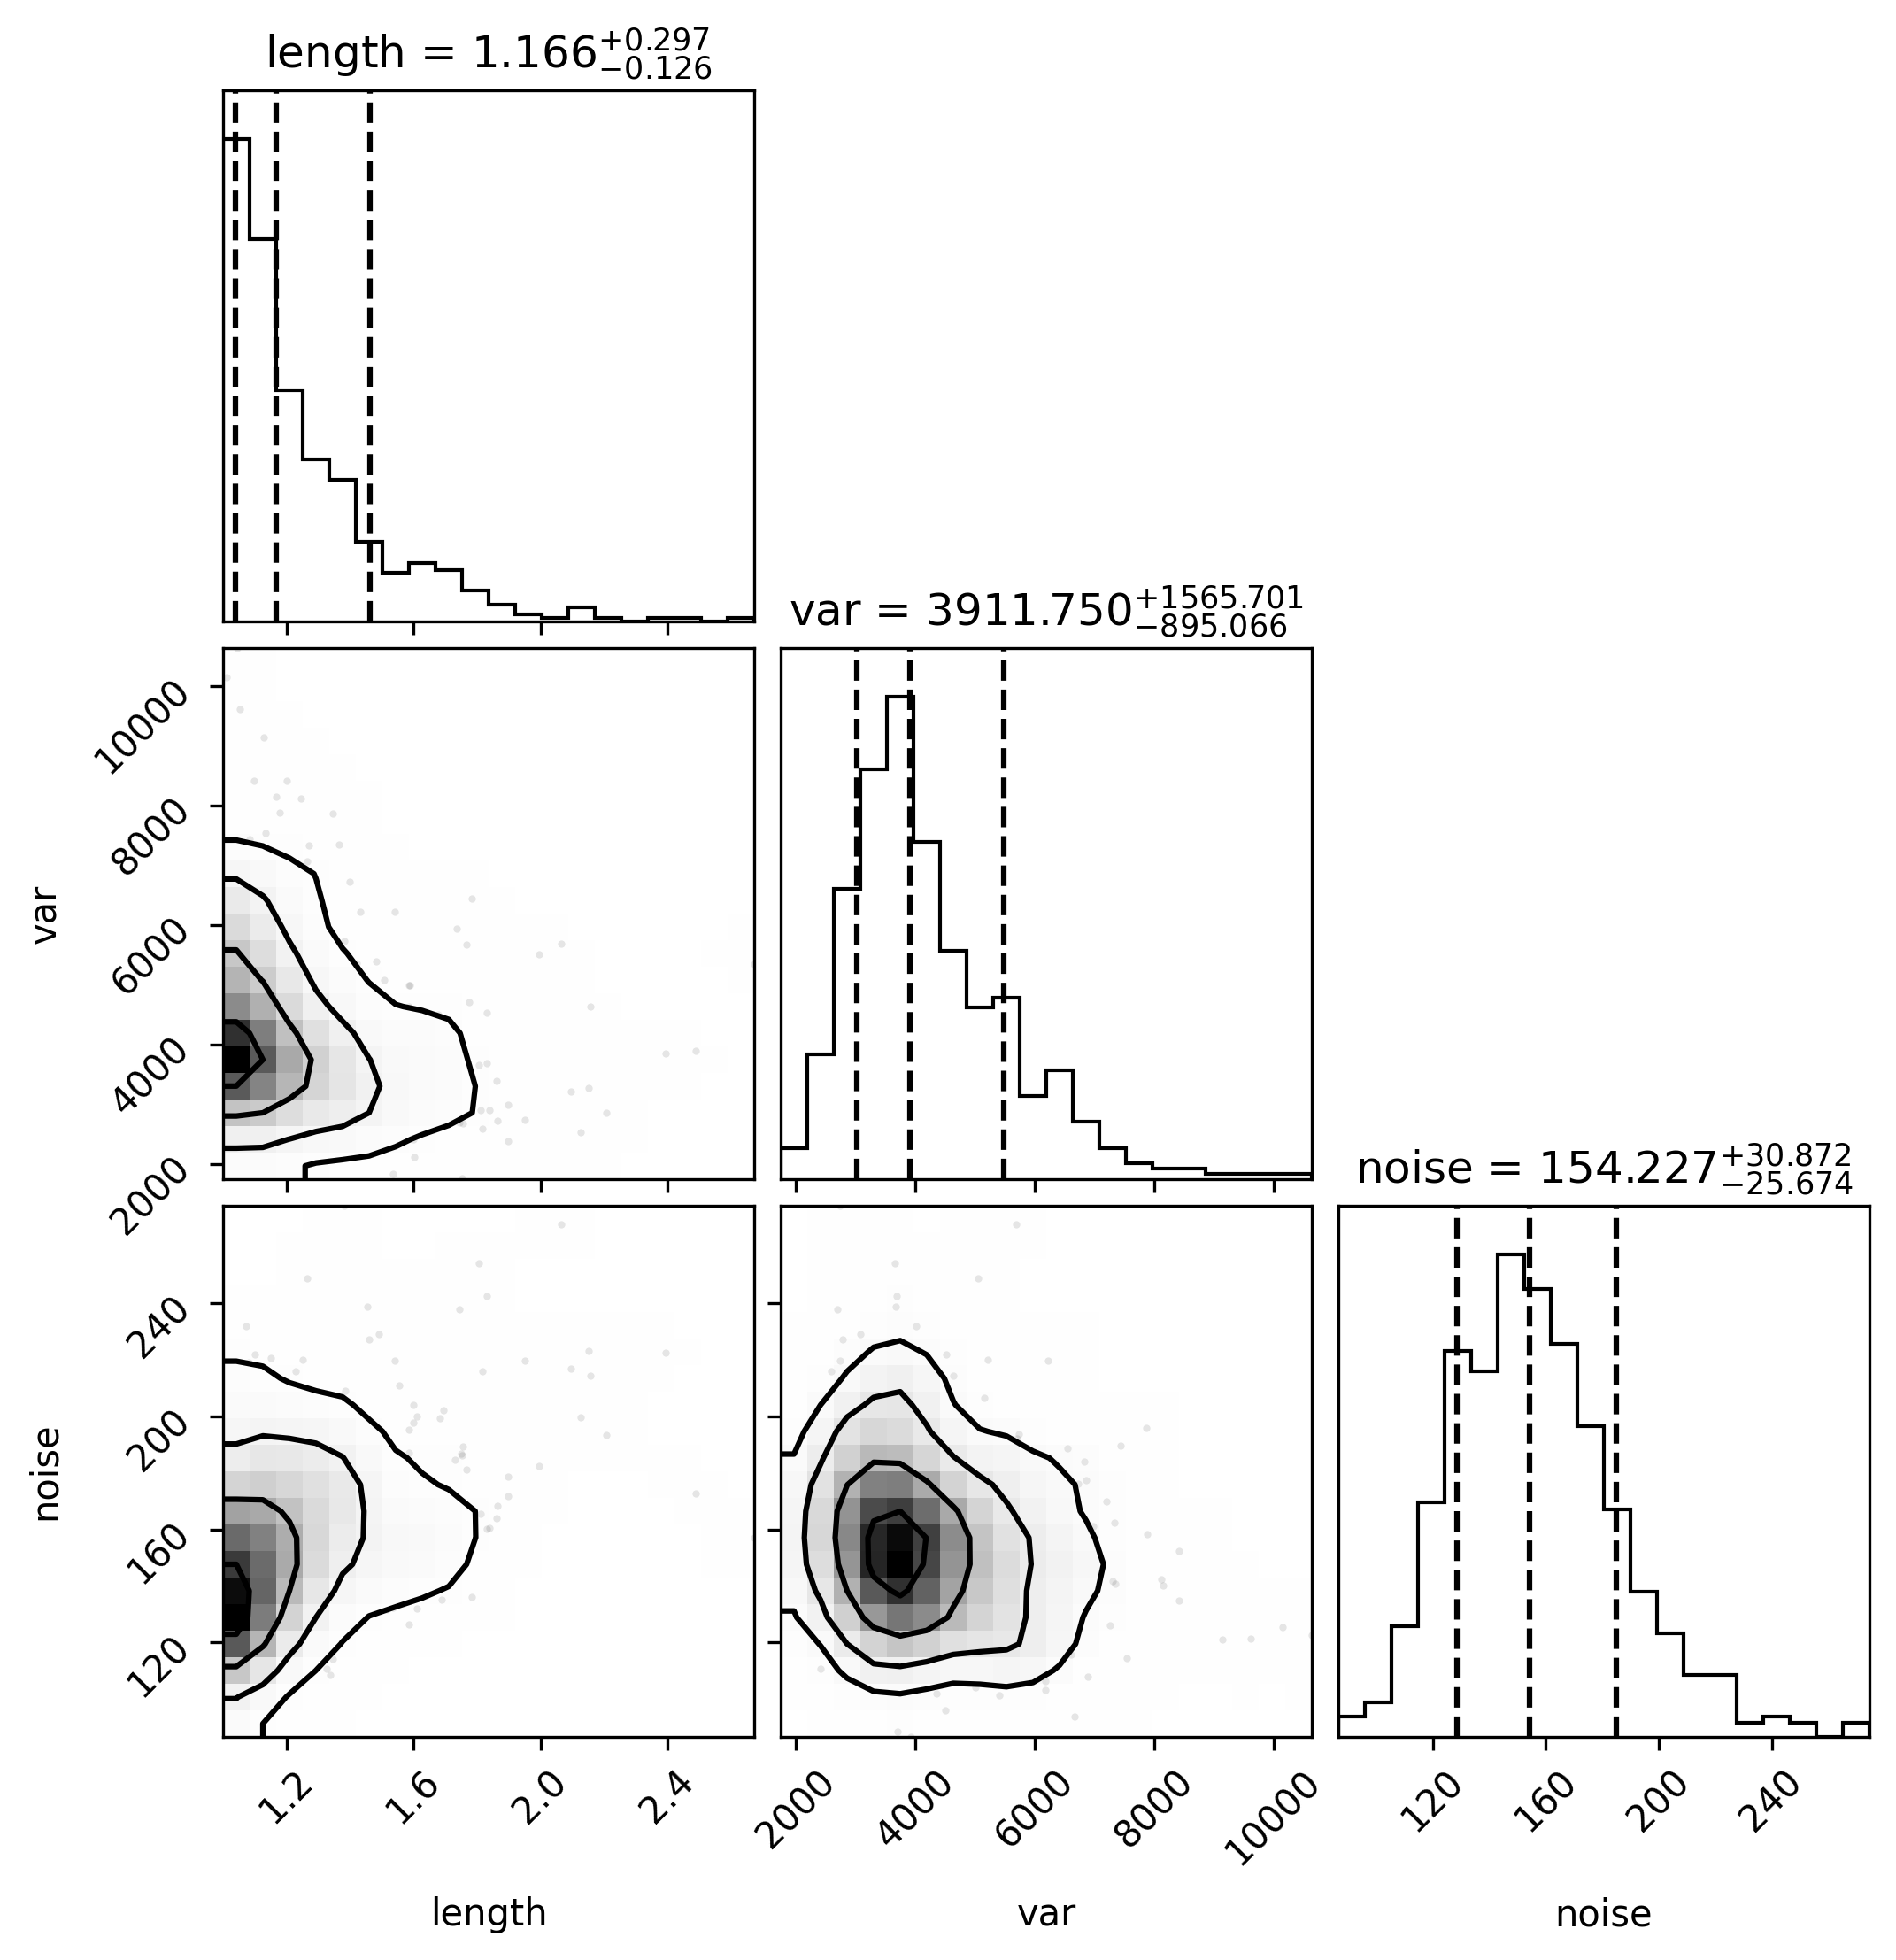 length = 1.166 +0.297 −0.126
var = 3911.750 +1565.701 −895.066
10000
8000
6000
4000
2000
var
noise = 154.227 +30.872 −25.674
240
200
160
120
noise
1.2 1.6 2.0 2.4 2000 4000 6000 8000 10000 120 160 200 240
length var noise